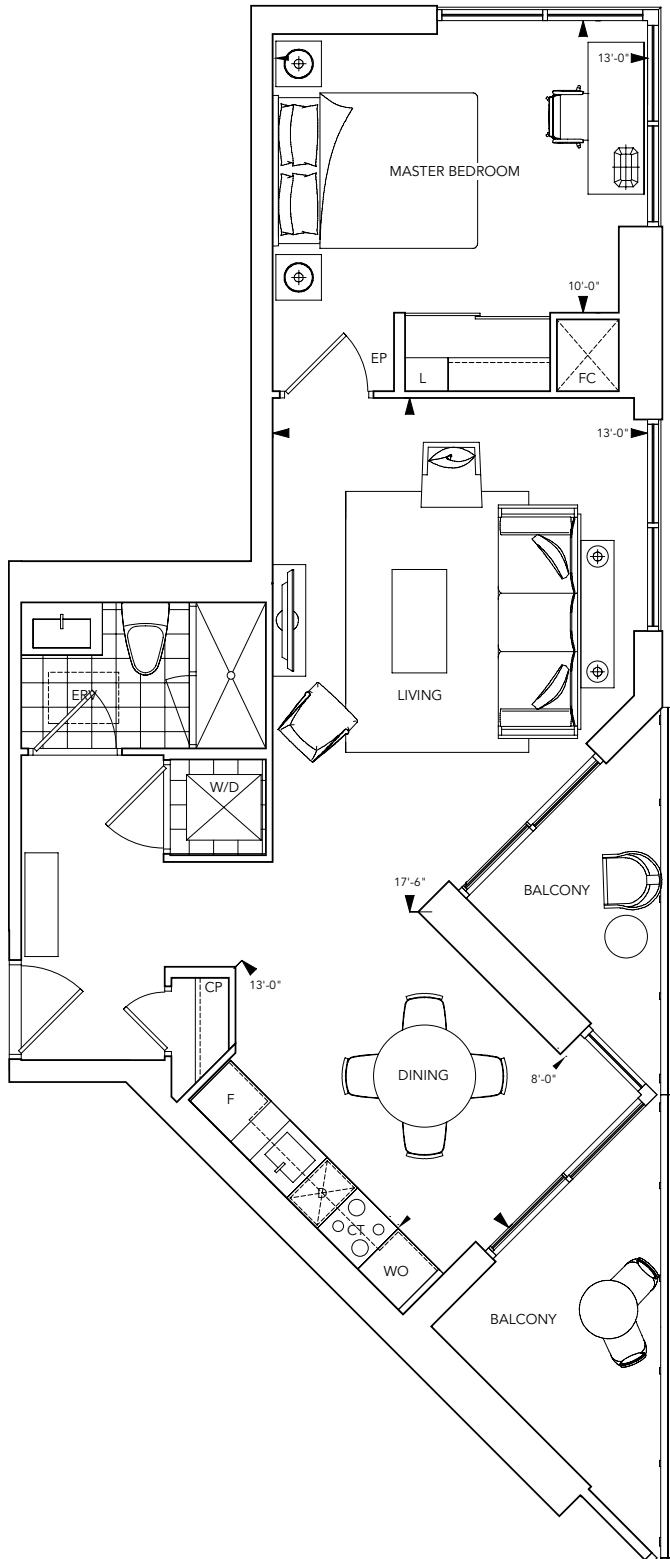 13'-0"
MASTER BEDROOM
10'-0"
EP
L
FC
13'-0"
ERV
LIVING
W/D
17'-6"
BALCONY
CP
13'-0"
DINING
8'-0"
F
D
CT
WO
BALCONY